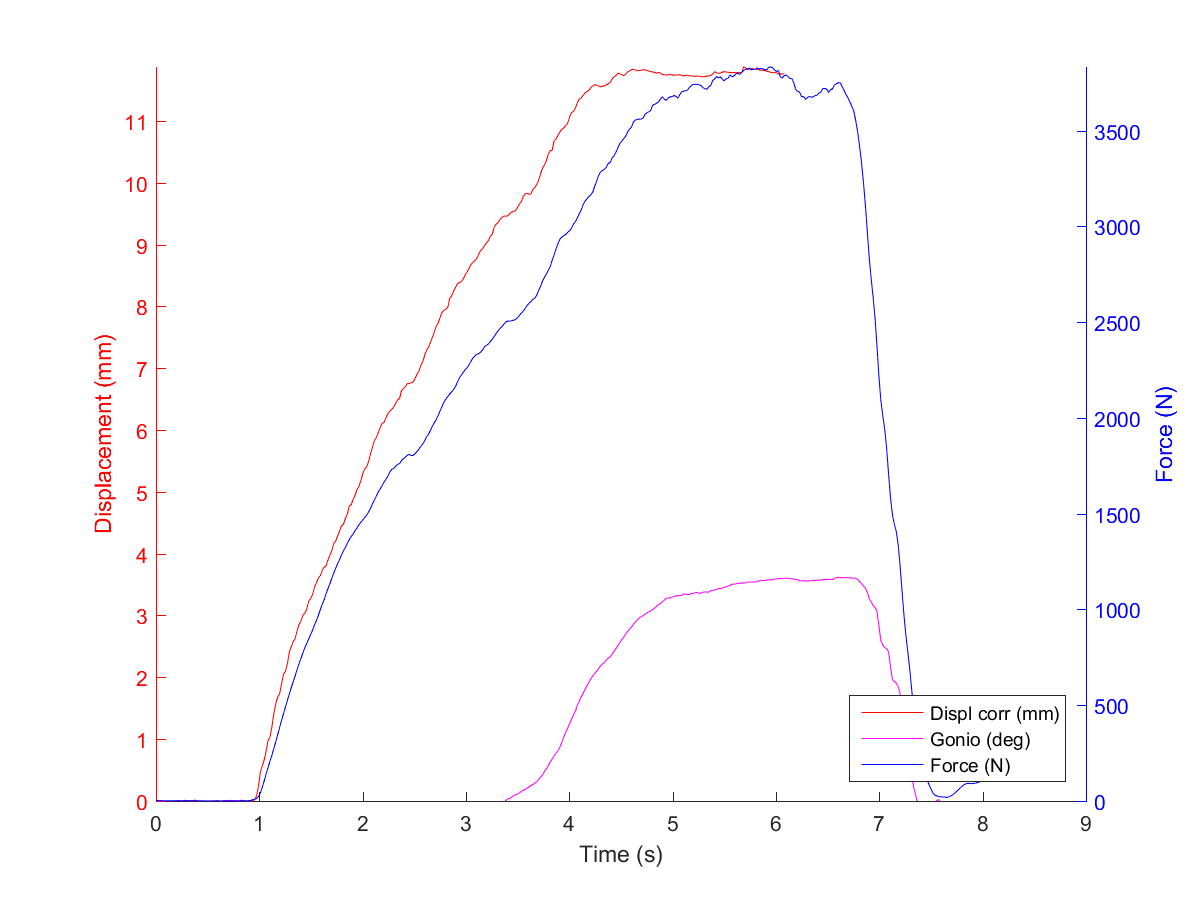 11
10
9
8
7
6
5
4
3
2
1
0
Displacement (mm)
3500
3000
2500
2000
1500
1000
500
0
Force (N)
Displ corr (mm)
Gonio (deg)
Force (N)
0 1 2 3 4 5 6 7 8 9
Time (s)